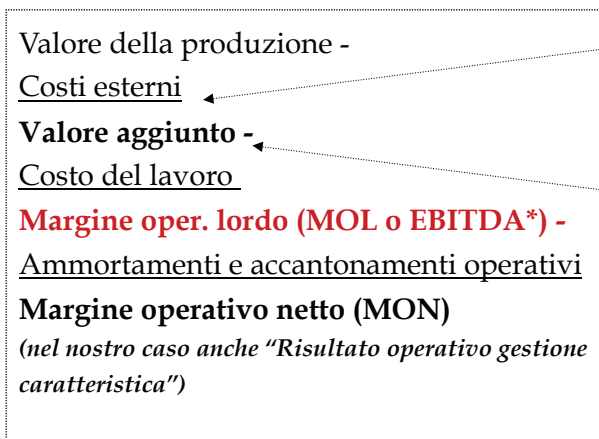 Valore della produzione -
Costi esterni
Valore aggiunto -
Costo del lavoro
Margine oper. lordo (MOL o EBITDA*) -
Ammortamenti e accantonamenti operativi
Margine operativo netto (MON)
(nel nostro caso anche “Risultato operativo gestione
caratteristica”)